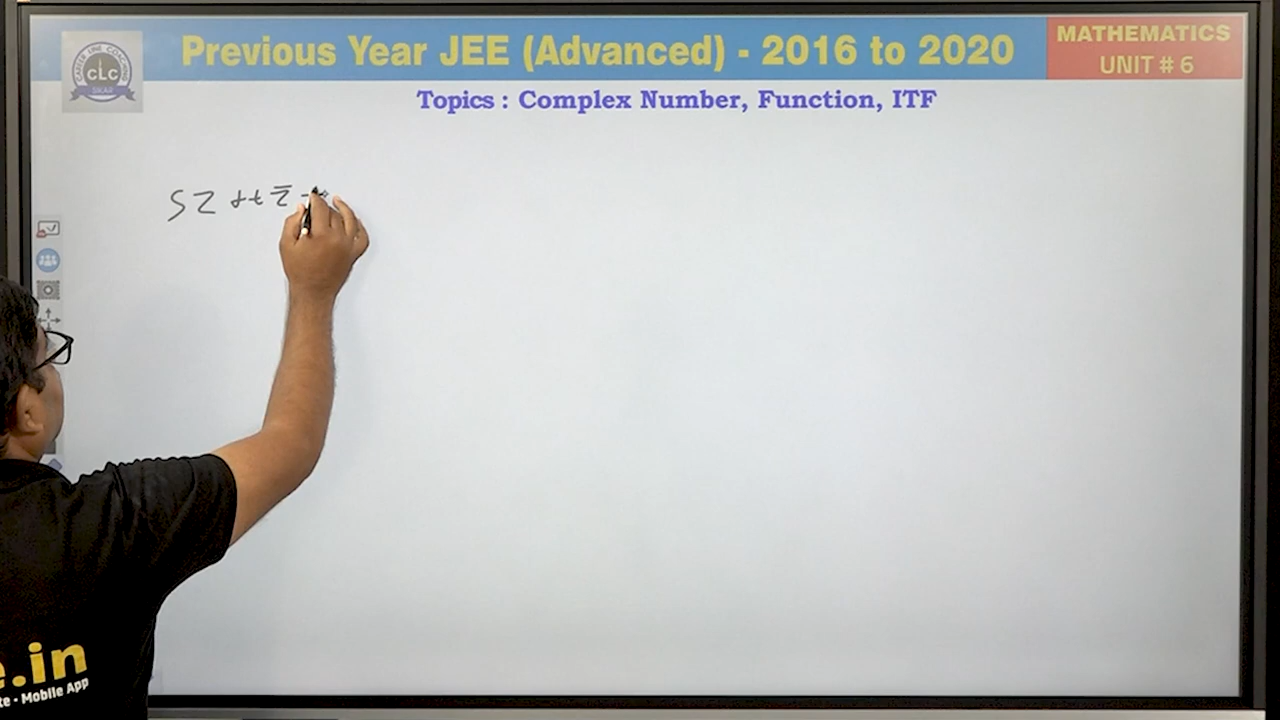 Previous Year JEE (Advanced) - 2016 to 2020
MATHEMATICS
UNIT # 6
CLC
SIKAR
Topics : Complex Number, Function, ITF
sz + t z̅ +
.in
- Mobile App